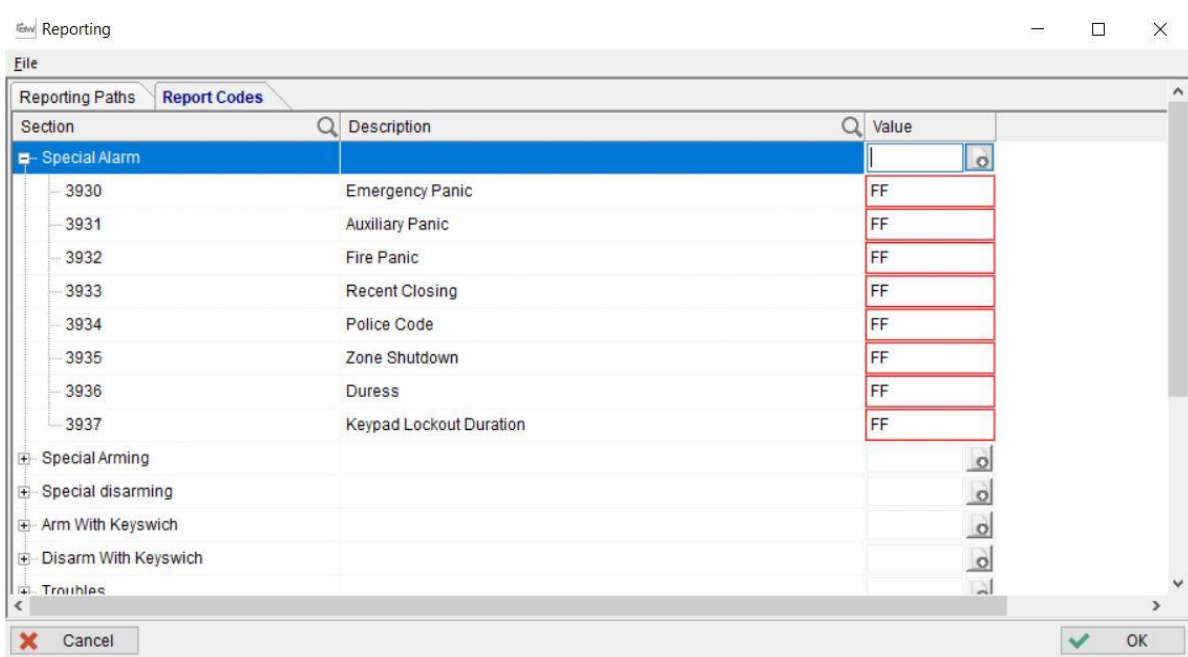 Reporting
File
Reporting Paths Report Codes
Section Description Value
Special Alarm
3930 Emergency Panic FF
3931 Auxiliary Panic FF
3932 Fire Panic FF
3933 Recent Closing FF
3934 Police Code FF
3935 Zone Shutdown FF
3936 Duress FF
3937 Keypad Lockout Duration FF
Special Arming
Special disarming
Arm With Keyswich
Disarm With Keyswich
Troubles
Cancel OK